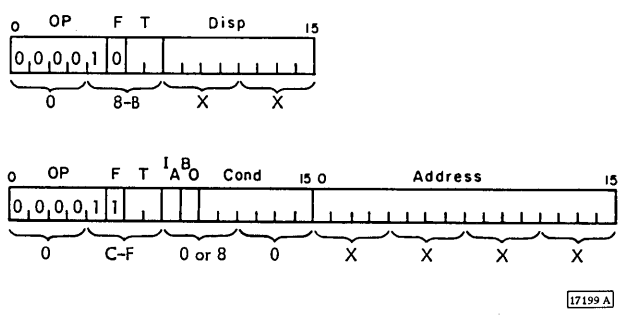 0 OP F T Disp 15
0 0 0 0 1 0
0 8-B X X
I B
0 OP F T A O Cond 15 0 Address 15
0 0 0 0 1 1
0 C-F 0 or 8 0 X X X X
17199 A